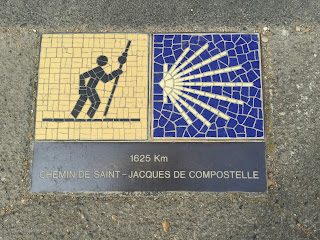 1625 Km
CHEMIN DE SAINT-JACQUES DE COMPOSTELLE